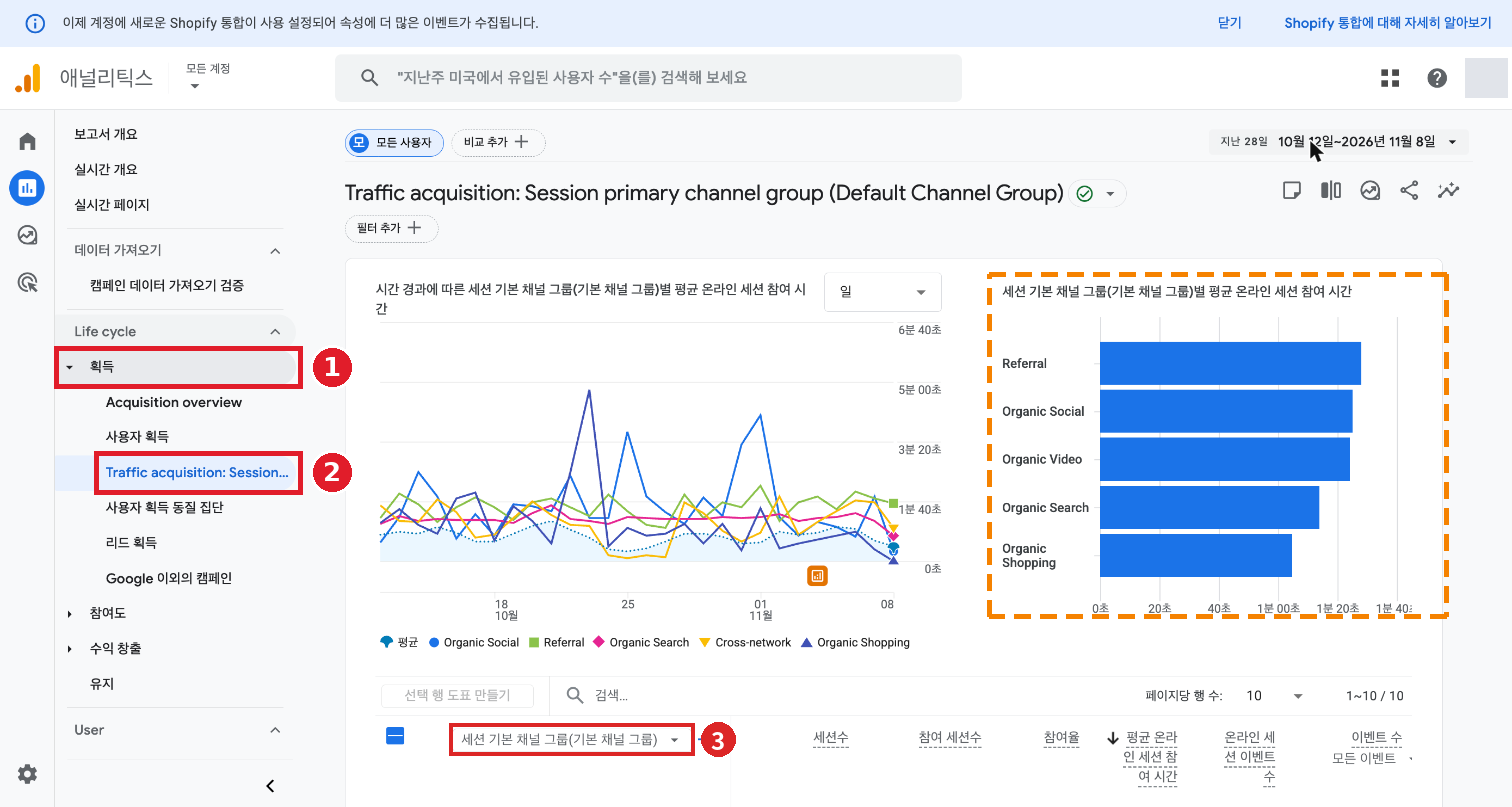 이제 계정에 새로운 Shopify 통합이 사용 설정되어 속성에 더 많은 이벤트가 수집됩니다.
닫기
Shopify 통합에 대해 자세히 알아보기
애널리틱스
모든 계정
"지난주 미국에서 유입된 사용자 수"을(를) 검색해 보세요
보고서 개요
실시간 개요
실시간 페이지
데이터 가져오기
캠페인 데이터 가져오기 검증
Life cycle
획득
1
Acquisition overview
사용자 획득
Traffic acquisition: Session...
2
사용자 획득 동질 집단
리드 획득
Google 이외의 캠페인
참여도
수익 창출
유지
User
모
모든 사용자
비교 추가
지난 28일
10월 12일~2026년 11월 8일
Traffic acquisition: Session primary channel group (Default Channel Group)
필터 추가
시간 경과에 따른 세션 기본 채널 그룹(기본 채널 그룹)별 평균 온라인 세션 참여 시
간
일
6분 40초
5분 00초
3분 20초
1분 40초
0초
18
10월
25
01
11월
08
평균
Organic Social
Referral
Organic Search
Cross-network
Organic Shopping
세션 기본 채널 그룹(기본 채널 그룹)별 평균 온라인 세션 참여 시간
Referral
Organic Social
Organic Video
Organic Search
Organic
Shopping
0초
20초
40초
1분 00초
1분 20초
1분 40초
선택 행 도표 만들기
검색...
페이지당 행 수:
10
1~10 / 10
세션 기본 채널 그룹(기본 채널 그룹)
3
세션수
참여 세션수
참여율
평균 온라
인 세션 참
여 시간
온라인 세
션 이벤트
수
이벤트 수
모든 이벤트